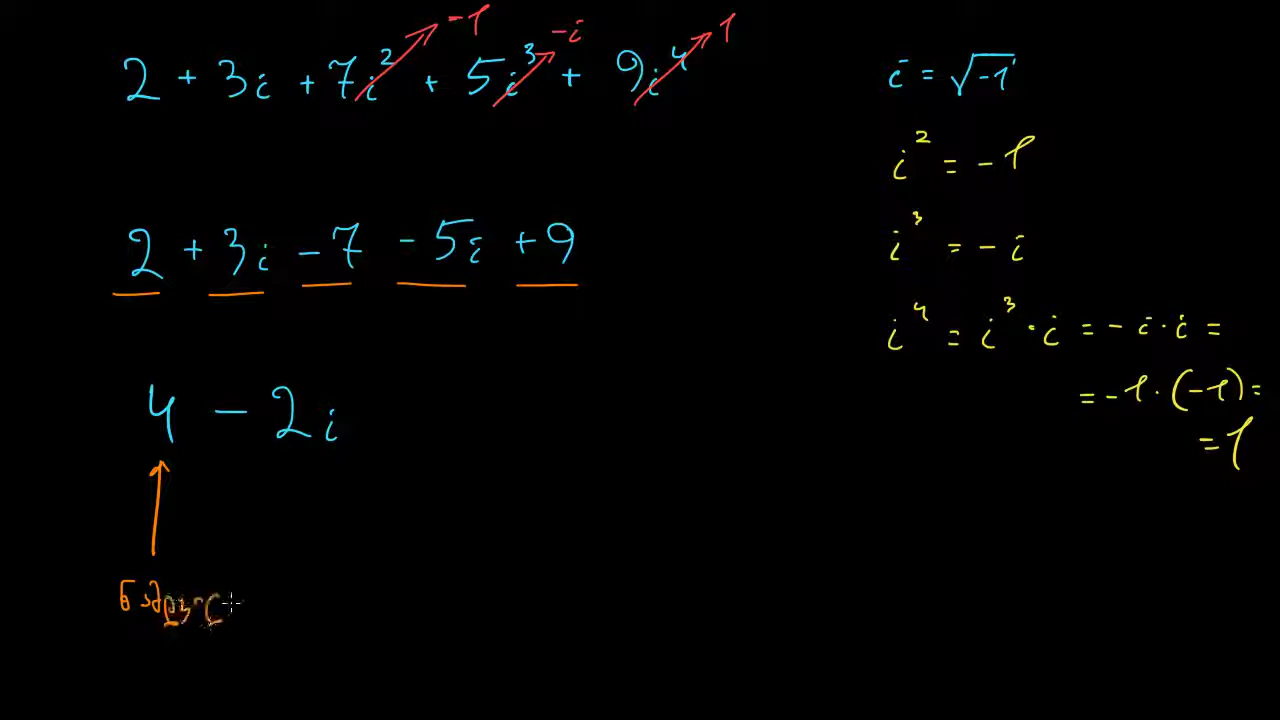 2 + 3i + 7i² + 5i³ + 9i⁴
-1
-i
1
2 + 3i - 7 - 5i + 9
4 - 2i
i = √-1
i² = -1
i³ = -i
i⁴ = i³ · i = -i · i =
= -1 · (-1) =
= 1